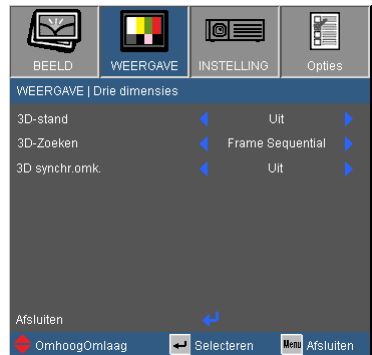 BEELD WEERGAVE INSTELLING Opties
WEERGAVE | Drie dimensies
3D-stand Uit
3D-Zoeken Frame Sequential
3D synchr.omk. Uit
Afsluiten
OmhoogOmlaag Selecteren Menu Afsluiten